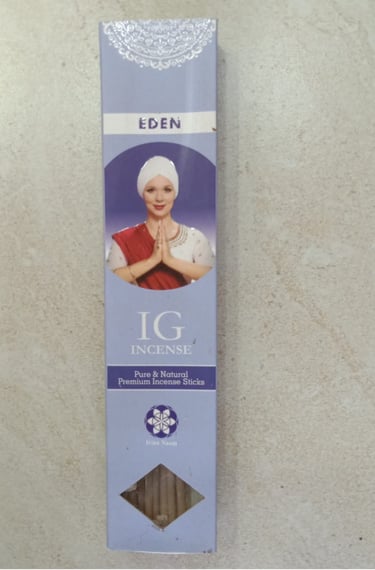 EDEN
IG
INCENSE
Pure & Natural
Premium Incense Sticks